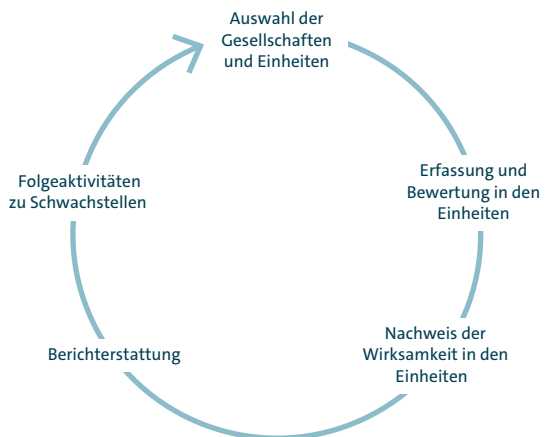 Auswahl der
Gesellschaften
und Einheiten
Erfassung und
Bewertung in den
Einheiten
Nachweis der
Wirksamkeit in den
Einheiten
Berichterstattung
Folgeaktivitäten
zu Schwachstellen